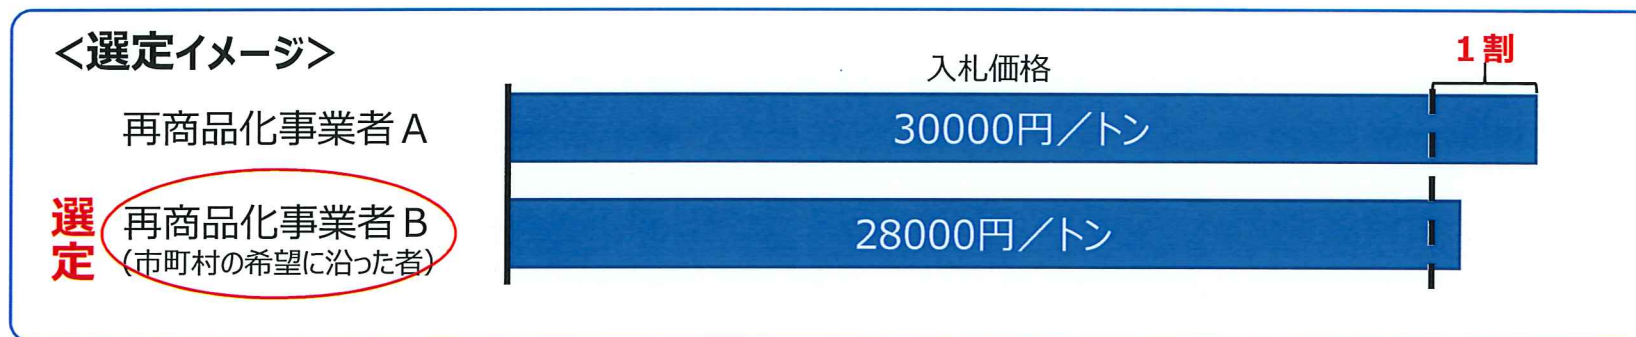 ＜選定イメージ＞
入札価格
1割
再商品化事業者A
30000円／トン
選定
再商品化事業者B
(市町村の希望に沿った者)
28000円／トン